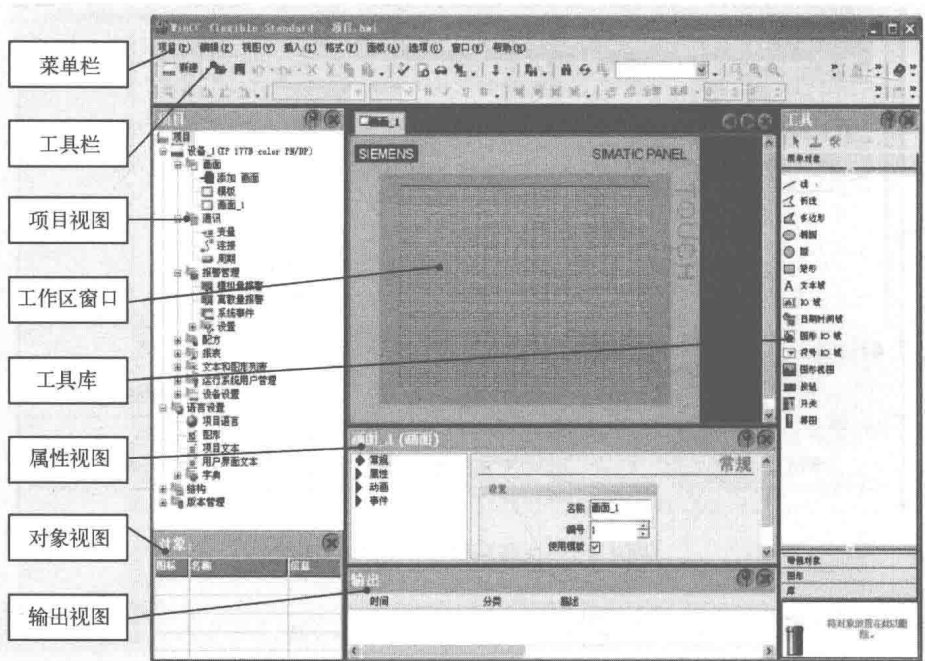 菜单栏
工具栏
项目视图
工作区窗口
工具库
属性视图
对象视图
输出视图
WinCC flexible Standard - 项目.hmi
项目(P) 编辑(E) 视图(V) 插入(I) 格式(F) 面板(A) 选项(O) 窗口(W) 帮助(H)
新建
项目
项目
设备_1(TP 177B color PN/DP)
画面
添加 画面
模板
画面_1
通讯
变量
连接
周期
报警管理
模拟量报警
离散量报警
系统事件
设置
配方
报表
文本和图形列表
运行系统用户管理
设备设置
语言设置
项目语言
图形
项目文本
用户界面文本
字典
结构
版本管理
对象
图标 名称 信息
画面_1
SIEMENS
SIMATIC PANEL
TOUCH
画面_1(画面)
常规
属性
动画
事件
常规
设置
名称 画面_1
编号 1
使用模板
输出
时间 分类 描述
工具
简单对象
线
折线
多边形
椭圆
圆
矩形
A 文本域
IO 域
日期时间域
图形 IO 域
符号 IO 域
图形视图
按钮
开关
棒图
增强对象
图形
库